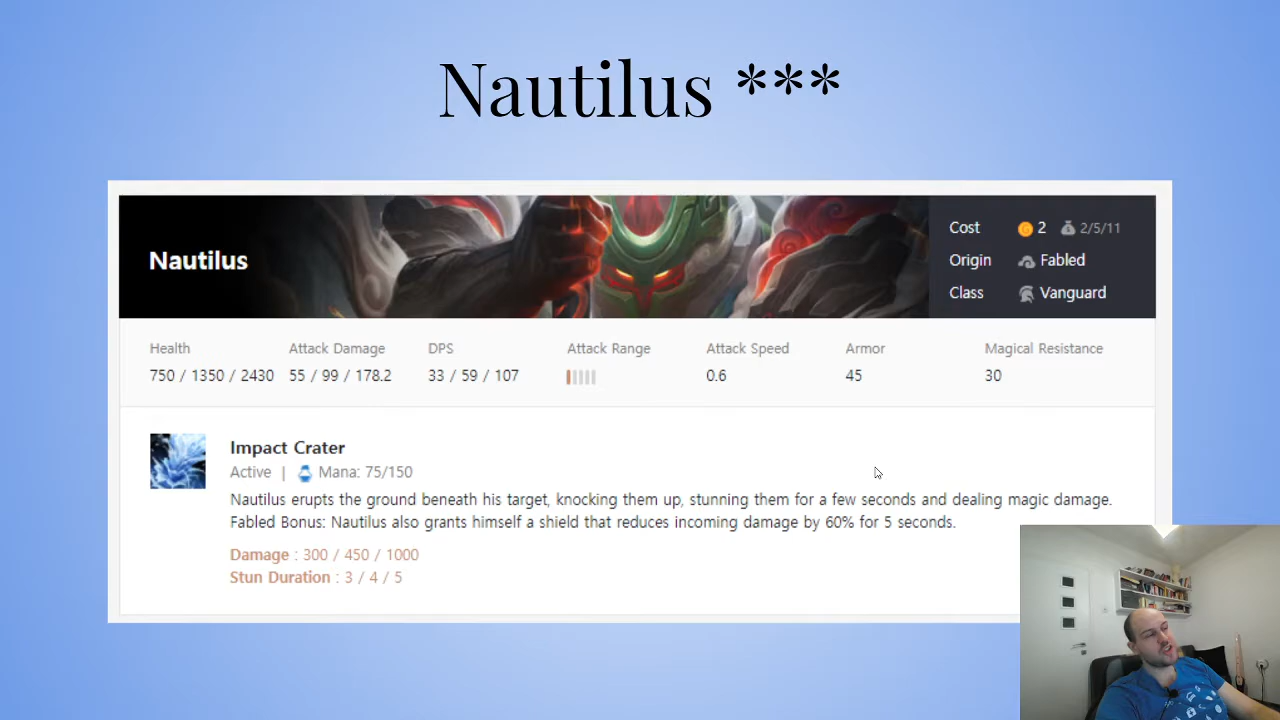 Nautilus ***
Nautilus
Cost 2 2/5/11
Origin Fabled
Class Vanguard
Health Attack Damage DPS Attack Range Attack Speed Armor Magical Resistance
750 / 1350 / 2430 55 / 99 / 178.2 33 / 59 / 107 0.6 45 30
Impact Crater
Active | Mana: 75/150
Nautilus erupts the ground beneath his target, knocking them up, stunning them for a few seconds and dealing magic damage.
Fabled Bonus: Nautilus also grants himself a shield that reduces incoming damage by 60% for 5 seconds.
Damage : 300 / 450 / 1000
Stun Duration : 3 / 4 / 5